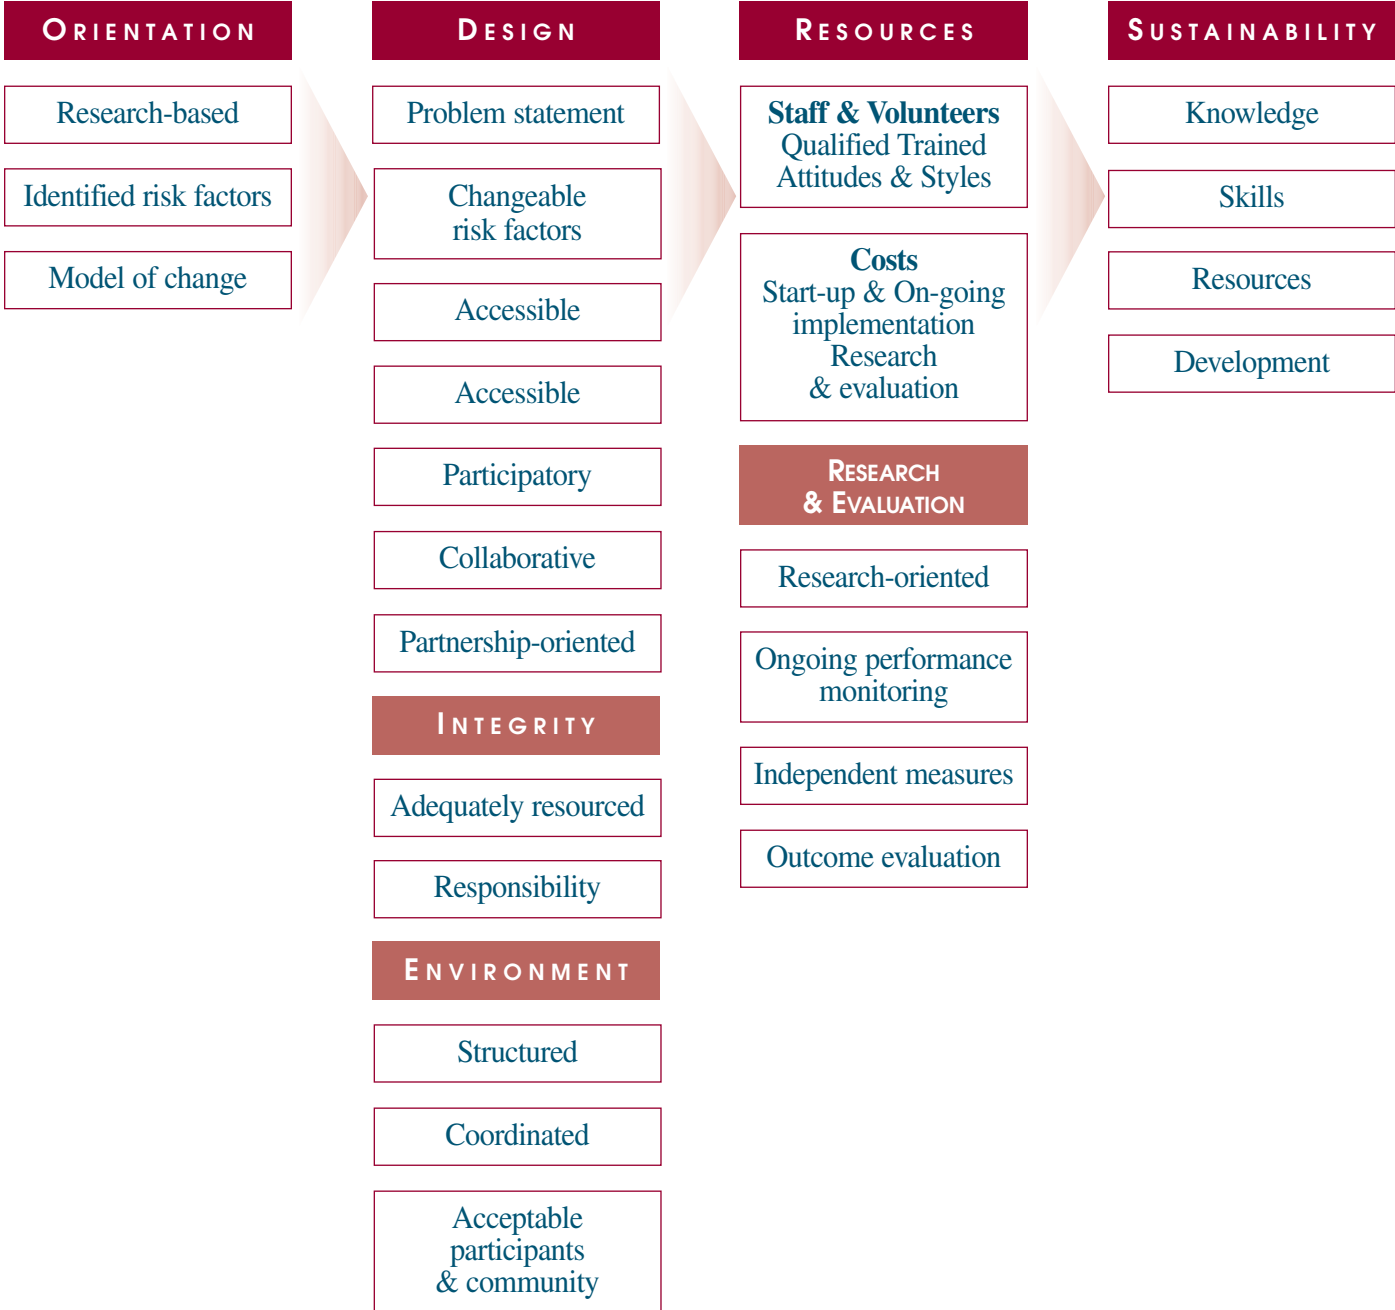 ORIENTATION
Research-based
Identified risk factors
Model of change
DESIGN
Problem statement
Changeable
risk factors
Accessible
Accessible
Participatory
Collaborative
Partnership-oriented
INTEGRITY
Adequately resourced
Responsibility
ENVIRONMENT
Structured
Coordinated
Acceptable
participants
& community
RESOURCES
Staff & Volunteers
Qualified Trained
Attitudes & Styles
Costs
Start-up & On-going
implementation
Research
& evaluation
RESEARCH
& EVALUATION
Research-oriented
Ongoing performance
monitoring
Independent measures
Outcome evaluation
SUSTAINABILITY
Knowledge
Skills
Resources
Development